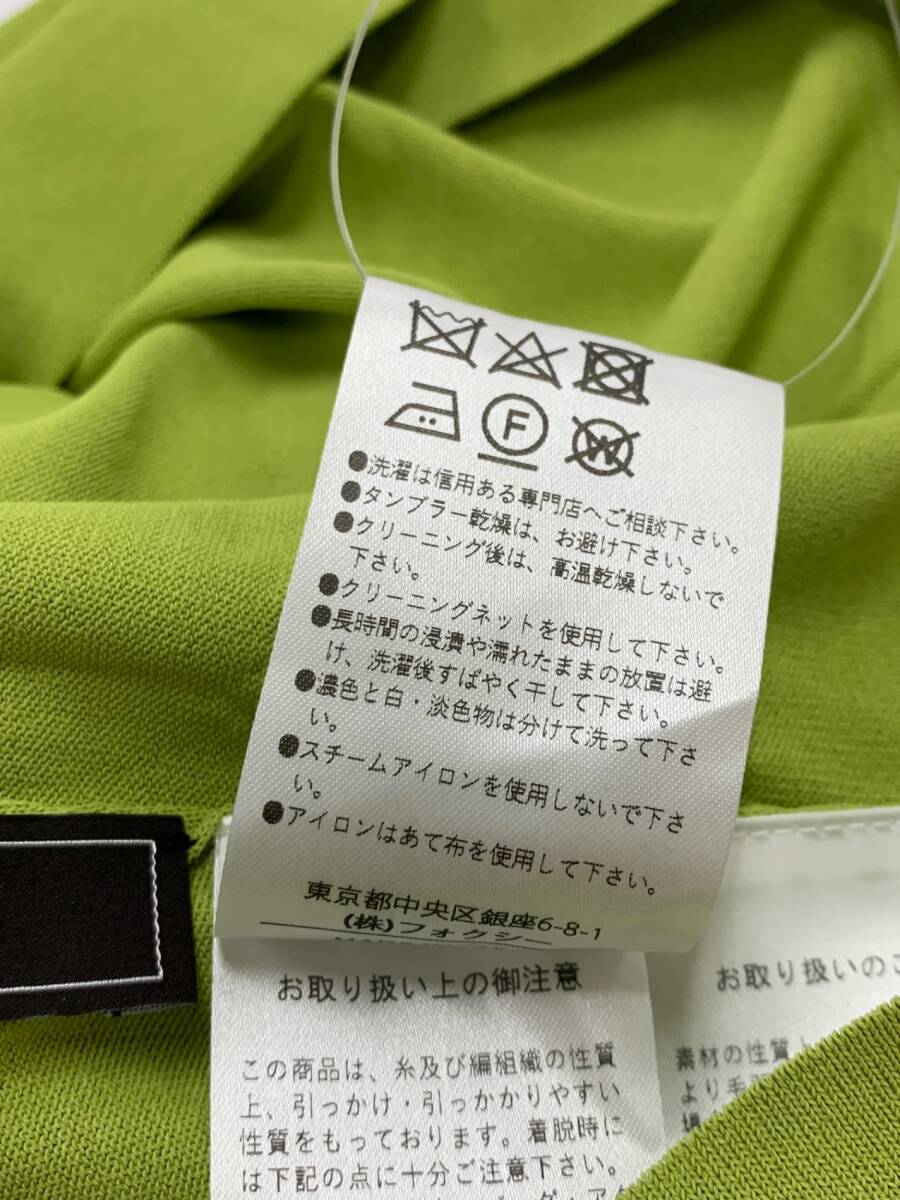 F
W
●洗濯は信用ある専門店へご相談下さい。
●タンブラー乾燥は、お避け下さい。
●クリーニング後は、高温乾燥しないで
下さい。
●クリーニングネットを使用して下さい。
●長時間の浸漬や濡れたままの放置は避
け、洗濯後すばやく干して下さい。
●濃色と白・淡色物は分けて洗って下さ
い。
●スチームアイロンを使用しないで下さ
い。
●アイロンはあて布を使用して下さい。
東京都中央区銀座6-8-1
(株)フォクシー
お取り扱い上の御注意
この商品は、糸及び編組織の性質
上、引っかけ・引っかかりやすい
性質をもっております。着脱時に
は下記の点に十分ご注意下さい。
お取り扱いのご
素材の性質上
より毛羽